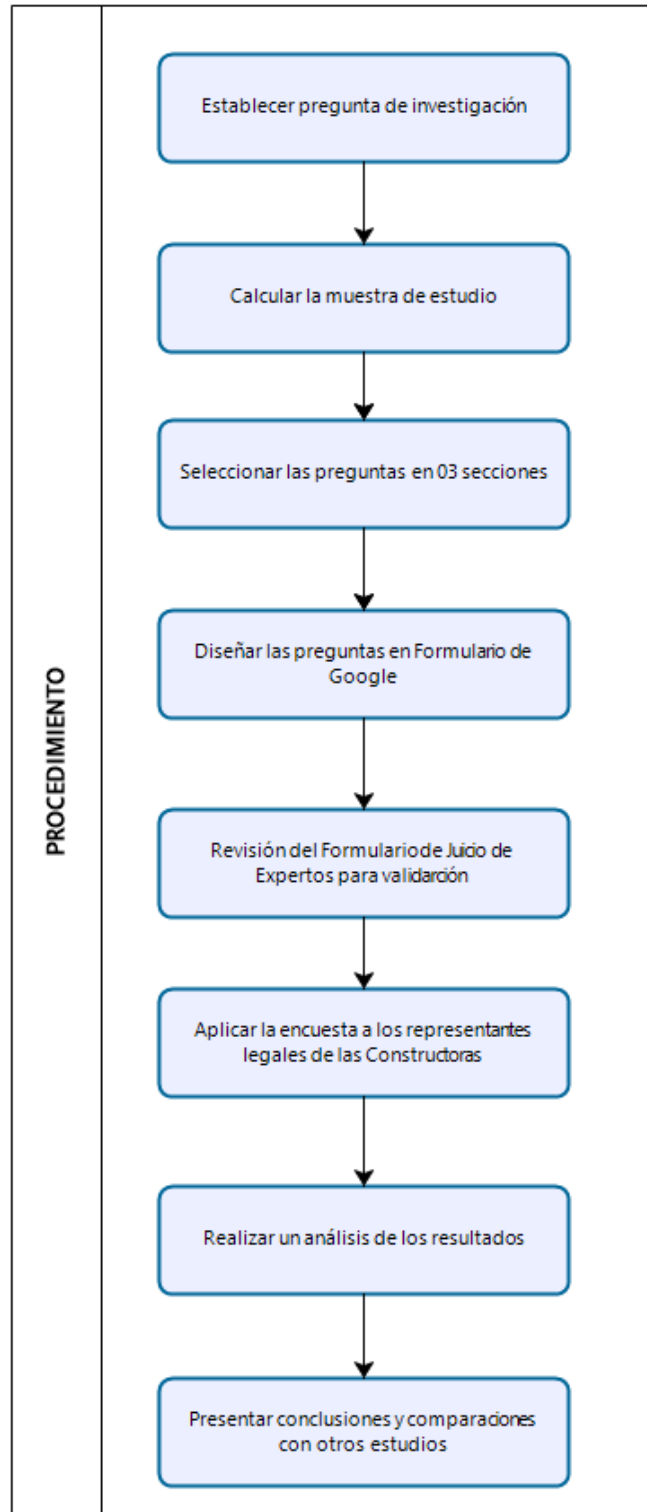 PROCEDIMIENTO
Establecer pregunta de investigación
Calcular la muestra de estudio
Seleccionar las preguntas en 03 secciones
Diseñar las preguntas en Formulario de
Google
Revisión del Formulario de Juicio de
Expertos para validarción
Aplicar la encuesta a los representantes
legales de las Constructoras
Realizar un análisis de los resultados
Presentar conclusiones y comparaciones
con otros estudios